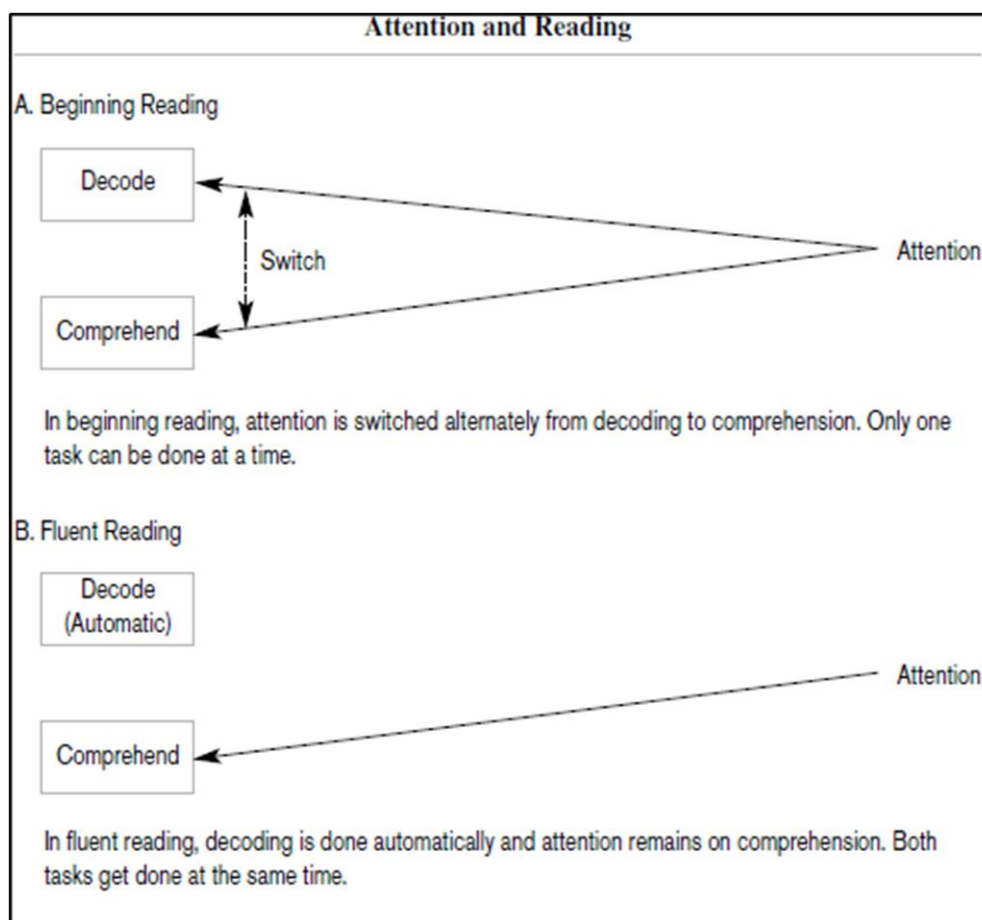 Attention and Reading
A. Beginning Reading
Decode
Switch
Attention
Comprehend
In beginning reading, attention is switched alternately from decoding to comprehension. Only one
task can be done at a time.
B. Fluent Reading
Decode
(Automatic)
Attention
Comprehend
In fluent reading, decoding is done automatically and attention remains on comprehension. Both
tasks get done at the same time.